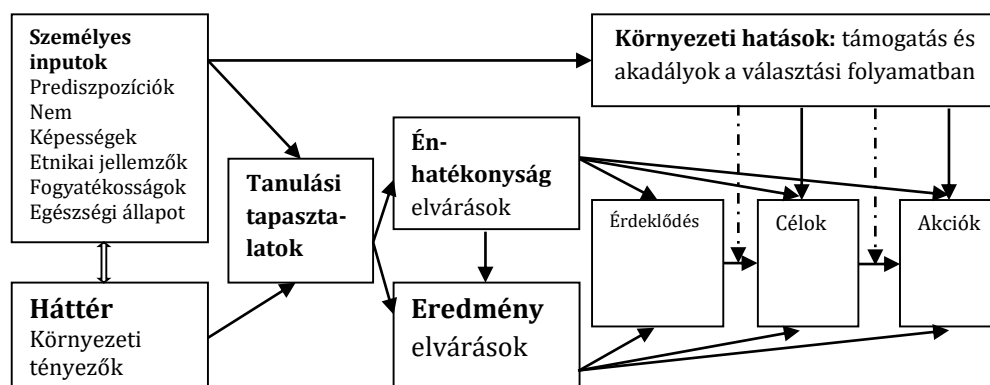 Személyes
inputok
Prediszpozíciók
Nem
Képességek
Etnikai jellemzők
Fogyatékosságok
Egészségi állapot
Környezeti hatások: támogatás és
akadályok a választási folyamatban
Tanulási
tapaszta-
latok
Én-
hatékonyság
elvárások
Érdeklődés
Célok
Akciók
Háttér
Környezeti
tényezők
Eredmény
elvárások